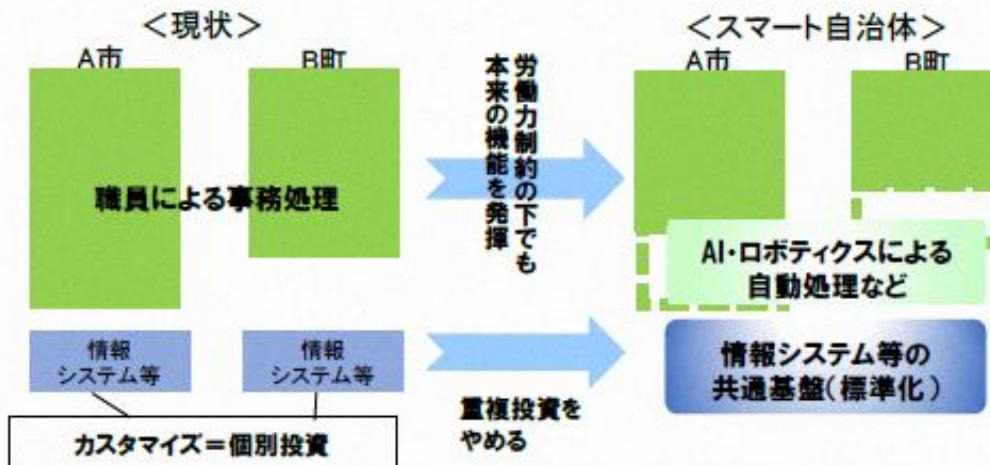 ＜現状＞
A市
B町
職員による事務処理
情報
システム等
情報
システム等
カスタマイズ＝個別投資
労働力制約の下でも
本来の機能を発揮
重複投資を
やめる
＜スマート自治体＞
A市
B町
AI・ロボティクスによる
自動処理など
情報システム等の
共通基盤（標準化）